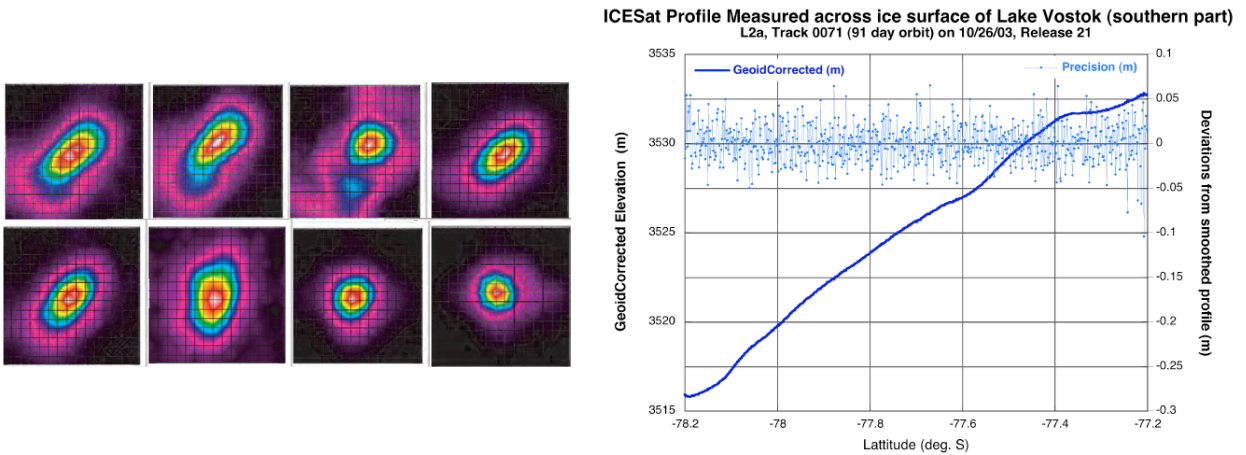 ICESat Profile Measured across ice surface of Lake Vostok (southern part)
L2a, Track 0071 (91 day orbit) on 10/26/03, Release 21
GeoidCorrected (m)
Precision (m)
GeoidCorrected Elevation (m)
3535
3530
3525
3520
3515
0.1
0.05
0
-0.05
-0.1
-0.15
-0.2
-0.25
-0.3
Deviations from smoothed profile (m)
-78.2 -78 -77.8 -77.6 -77.4 -77.2
Lattitude (deg. S)